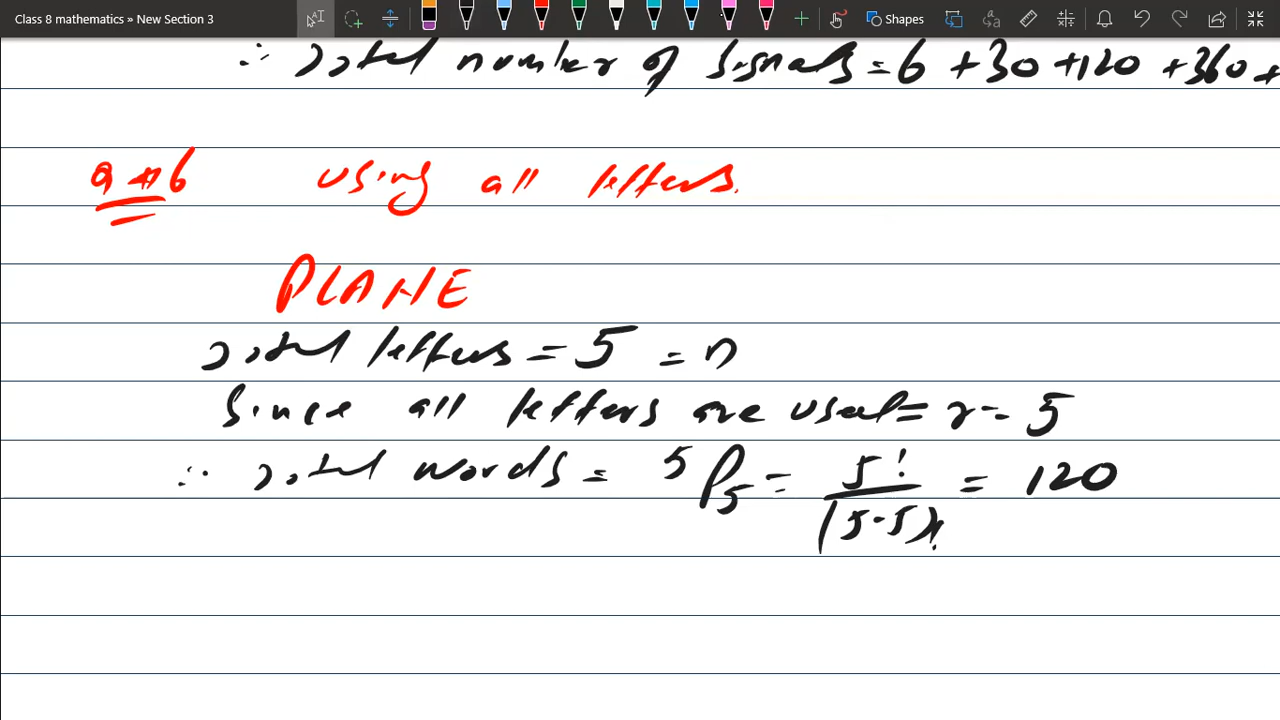 Class 8 mathematics » New Section 3
Shapes
∴ Total number of signals = 6 + 30 + 120 + 360 +
Q no 6 using all letters.
PLANE
Total letters = 5 = n
Since all letters are used = r = 5
∴ Total words = ⁵P₅ = 5!/(5-5)! = 120